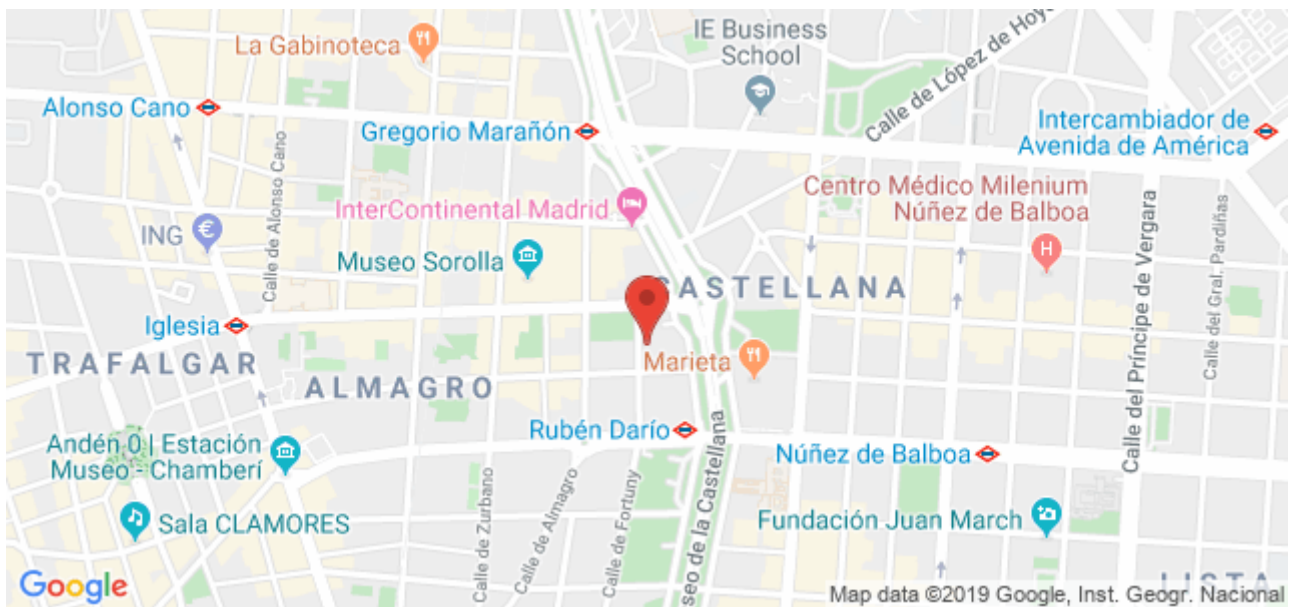 La Gabinoteca
IE Business
School
Calle de López de Hoy
Alonso Cano
Gregorio Marañón
Intercambiador de
Avenida de América
Calle de Alonso Cano
Centro Médico Milenium
Núñez de Balboa
InterContinental Madrid
ING
€
Museo Sorolla
H
Calle del Príncipe de Vergara
Calle del Gral. Pardiñas
CASTELLANA
Iglesia
TRAFALGAR
Marieta
ALMAGRO
Rubén Darío
Andén 0 | Estación
Museo - Chamberí
Núñez de Balboa
Sala CLAMORES
Calle de Zurbano
Calle de Almagro
Calle de Fortuny
seo de la Castellana
Fundación Juan March
LISTA
Google
Map data ©2019 Google, Inst. Geogr. Nacional